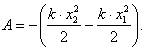 A = −(k · x₂²/2 − k · x₁²/2).